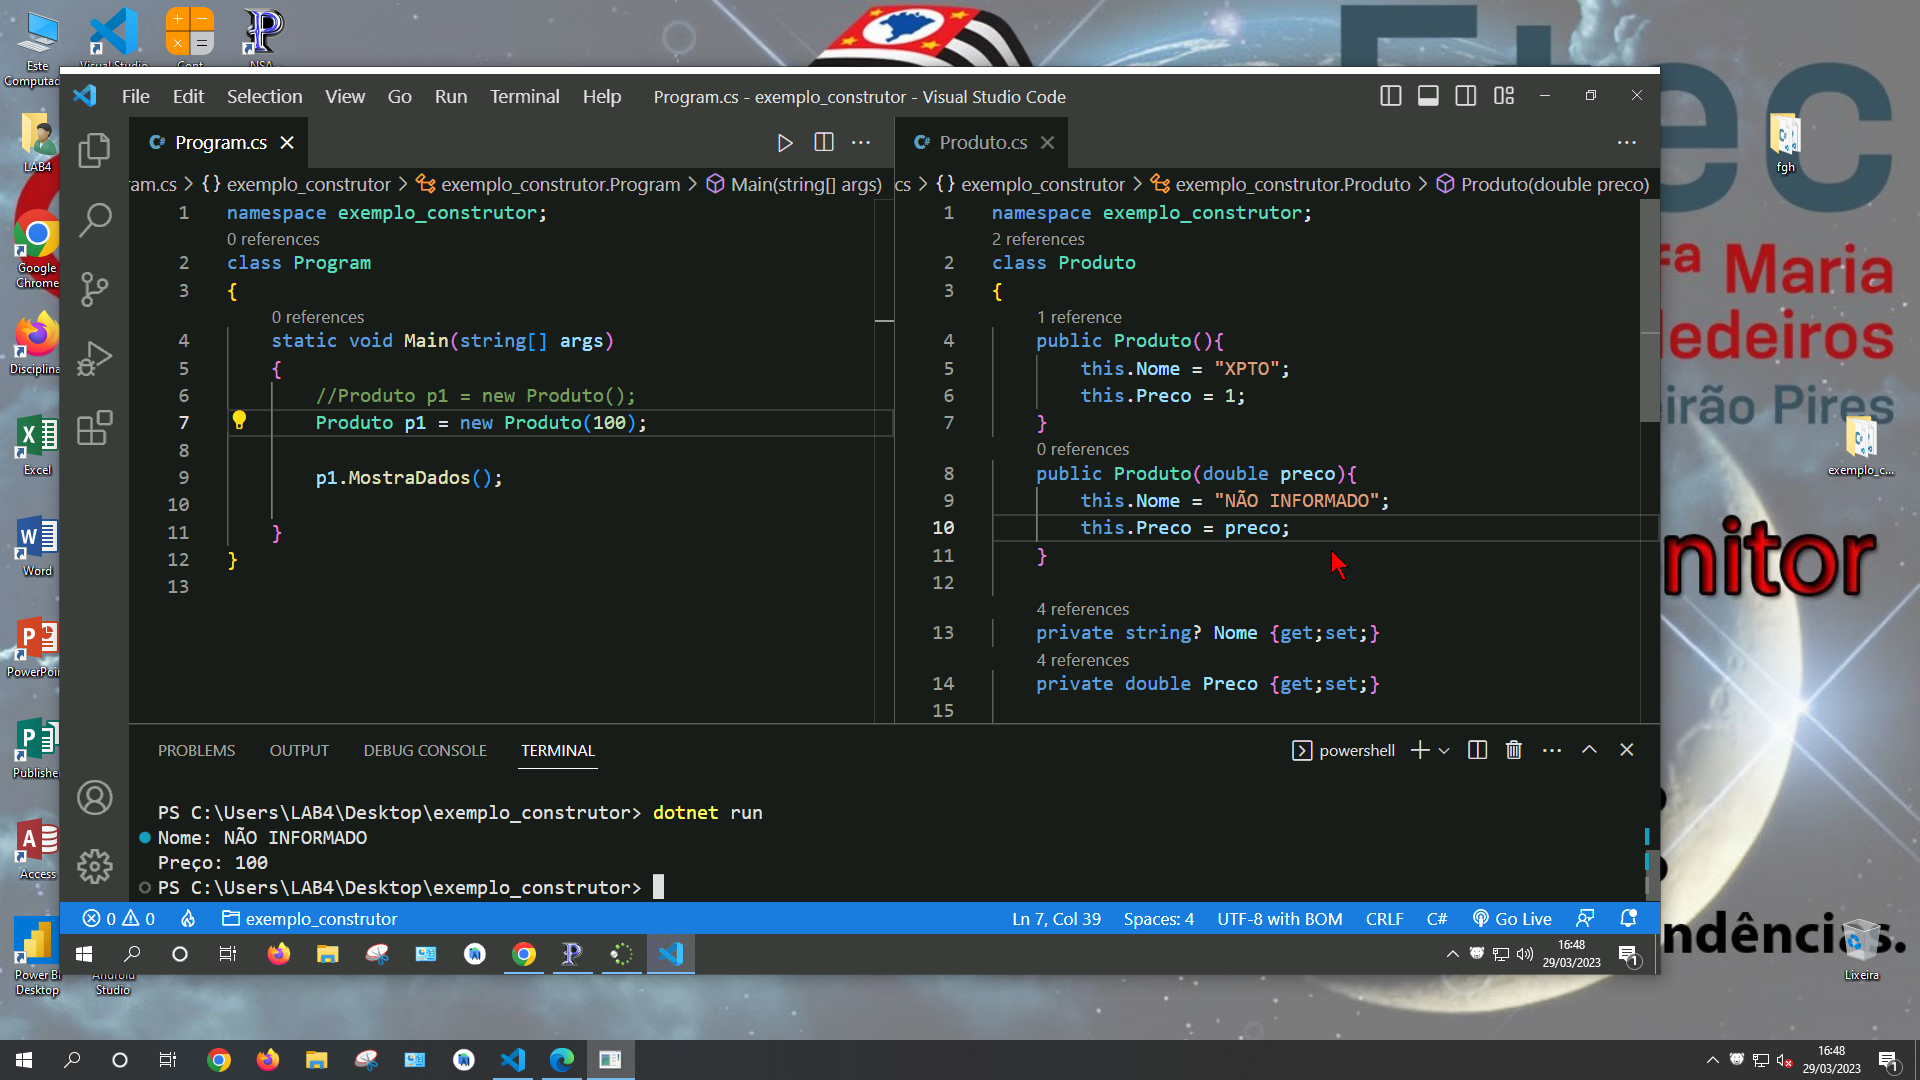 Este
Computad
Visual Studio
Cont
NSA
File Edit Selection View Go Run Terminal Help
Program.cs - exemplo_construtor - Visual Studio Code
Program.cs
Produto.cs
ram.cs > {} exemplo_construtor > exemplo_construtor.Program > Main(string[] args)
cs > {} exemplo_construtor > exemplo_construtor.Produto > Produto(double preco)
1 namespace exemplo_construtor;
0 references
2 class Program
3 {
0 references
4 static void Main(string[] args)
5 {
6 //Produto p1 = new Produto();
7 Produto p1 = new Produto(100);
8
9 p1.MostraDados();
10
11 }
12 }
13
1 namespace exemplo_construtor;
2 references
2 class Produto
3 {
1 reference
4 public Produto(){
5 this.Nome = "XPTO";
6 this.Preco = 1;
7 }
0 references
8 public Produto(double preco){
9 this.Nome = "NÃO INFORMADO";
10 this.Preco = preco;
11 }
12
4 references
13 private string? Nome {get;set;}
4 references
14 private double Preco {get;set;}
15
PROBLEMS OUTPUT DEBUG CONSOLE TERMINAL
powershell
PS C:\Users\LAB4\Desktop\exemplo_construtor> dotnet run
Nome: NÃO INFORMADO
Preço: 100
PS C:\Users\LAB4\Desktop\exemplo_construtor>
0 0 exemplo_construtor
Ln 7, Col 39 Spaces: 4 UTF-8 with BOM CRLF C# Go Live
16:48
29/03/2023
1
LAB4
Google
Chrome
Disciplina
Excel
Word
PowerPoin
Publishe
Access
Power BI
Desktop
Android
Studio
Etec
fª Maria
Medeiros
eirão Pires
nitor
ndências.
fgh
exemplo_c...
Lixeira
16:48
29/03/2023
1